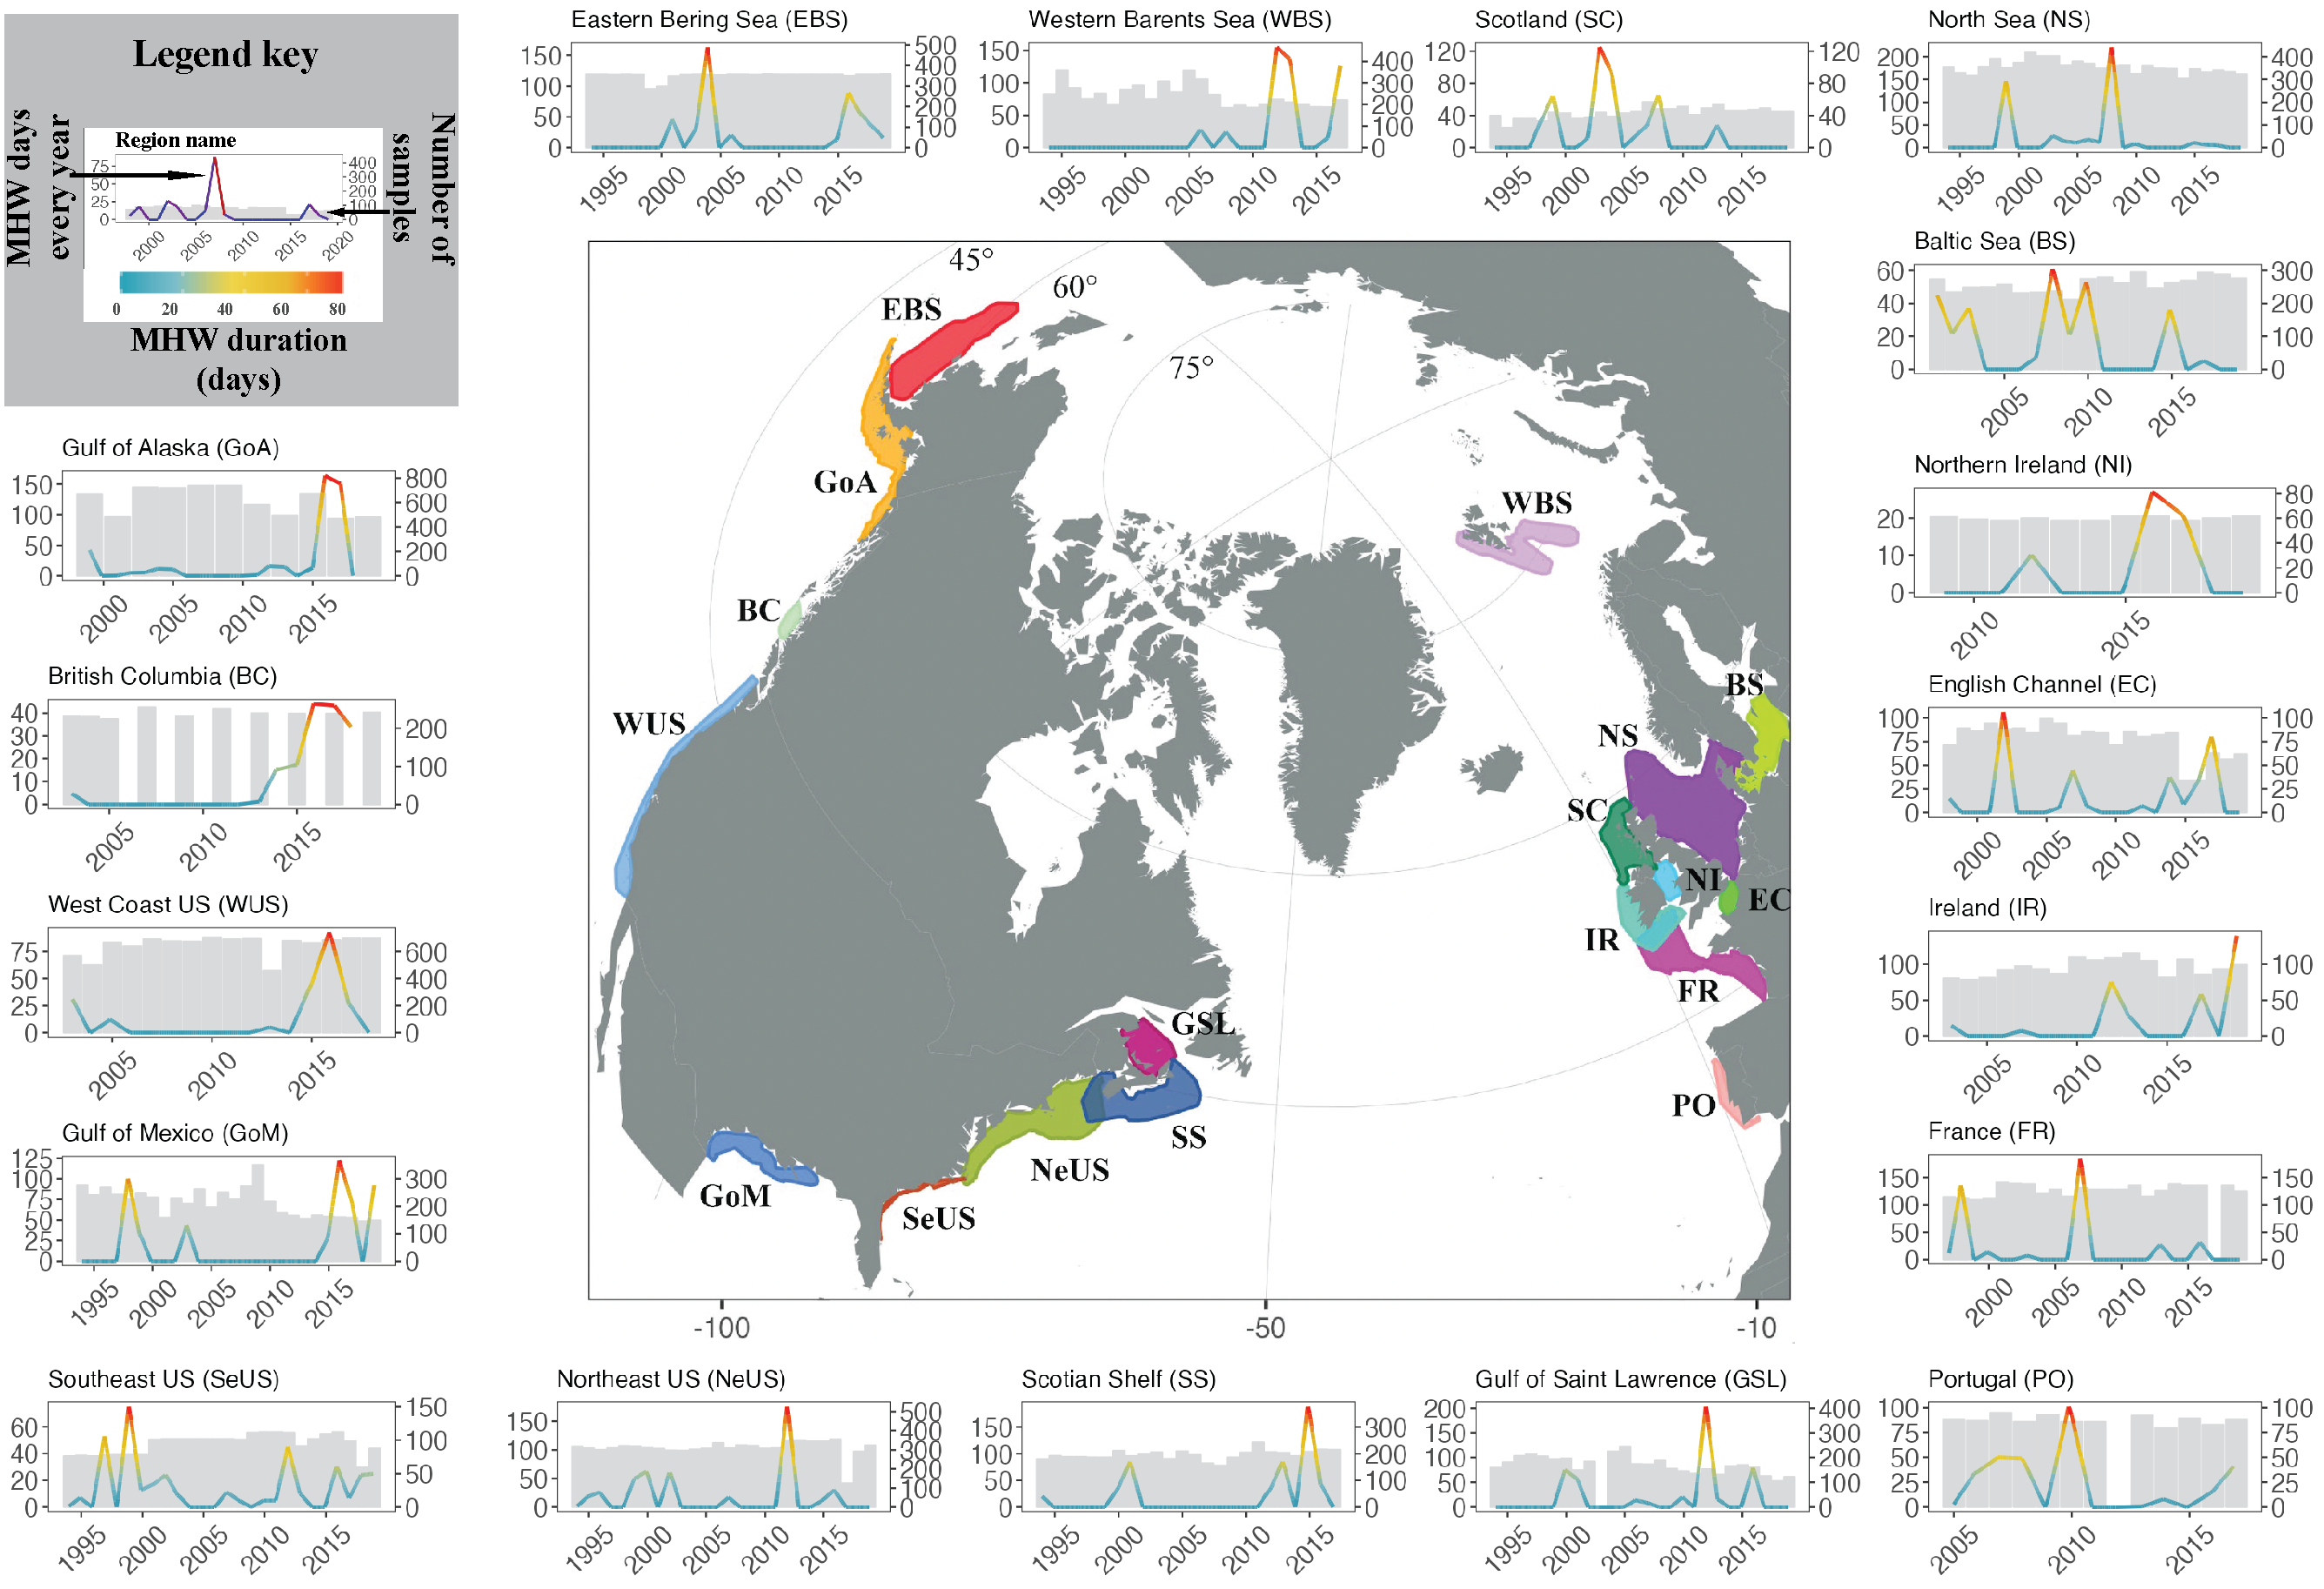 Legend key
MHW days
every year
Number of
samples
Region name
75
50
25
0
400
300
200
100
0
2000 2005 2010 2015 2020
0 20 40 60 80
MHW duration
(days)
Eastern Bering Sea (EBS)
150
100
50
0
500
400
300
200
100
0
1995 2000 2005 2010 2015
Western Barents Sea (WBS)
150
100
50
0
400
300
200
100
0
1995 2000 2005 2010 2015
Scotland (SC)
120
80
40
0
120
80
40
0
1995 2000 2005 2010 2015
North Sea (NS)
200
150
100
50
0
400
300
200
100
0
1995 2000 2005 2010 2015
Baltic Sea (BS)
60
40
20
0
300
200
100
0
2005 2010 2015
Northern Ireland (NI)
20
10
0
80
60
40
20
0
2010 2015
English Channel (EC)
100
75
50
25
0
100
75
50
25
0
2000 2005 2010 2015
Ireland (IR)
100
50
0
100
50
0
2005 2010 2015
France (FR)
150
100
50
0
150
100
50
0
2000 2005 2010 2015
Portugal (PO)
100
75
50
25
0
100
75
50
25
0
2005 2010 2015
Gulf of Alaska (GoA)
150
100
50
0
800
600
400
200
0
2000 2005 2010 2015
British Columbia (BC)
40
30
20
10
0
200
100
0
2005 2010 2015
West Coast US (WUS)
75
50
25
0
600
400
200
0
2005 2010 2015
Gulf of Mexico (GoM)
125
100
75
50
25
0
300
200
100
0
1995 2000 2005 2010 2015
Southeast US (SeUS)
60
40
20
0
150
100
50
0
1995 2000 2005 2010 2015
Northeast US (NeUS)
150
100
50
0
500
400
300
200
100
0
1995 2000 2005 2010 2015
Scotian Shelf (SS)
150
100
50
0
300
200
100
0
1995 2000 2005 2010 2015
Gulf of Saint Lawrence (GSL)
200
150
100
50
0
400
300
200
100
0
1995 2000 2005 2010 2015
45°
60°
75°
EBS
GoA
BC
WUS
WBS
BS
NS
SC
NI
EC
IR
FR
PO
GSL
SS
NeUS
SeUS
GoM
-100 -50 -10